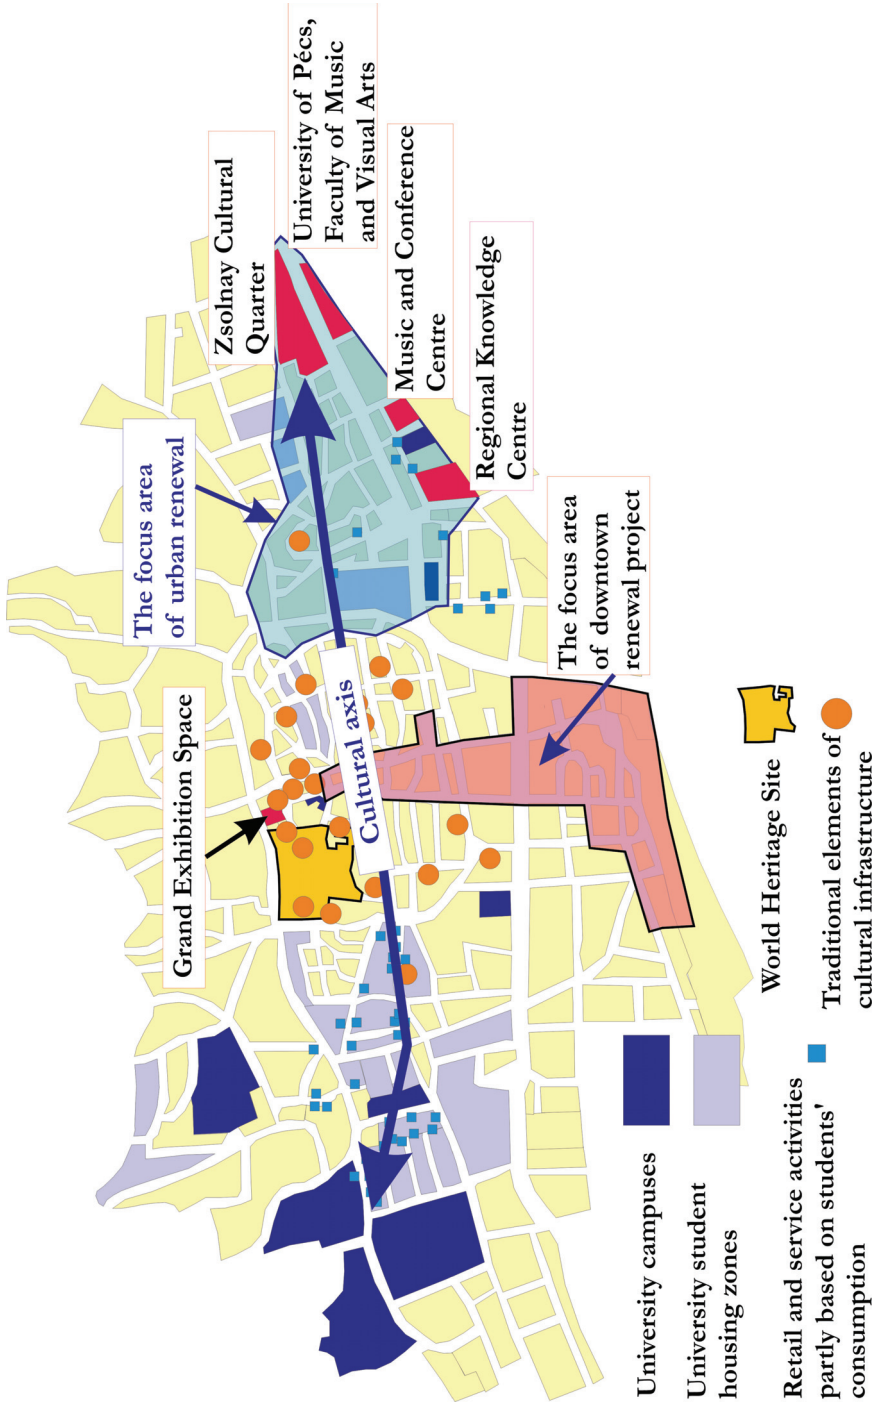 Zsolnay Cultural
Quarter
University of Pécs,
Faculty of Music
and Visual Arts
Music and Conference
Centre
Regional Knowledge
Centre
The focus area
of urban renewal
The focus area
of downtown
renewal project
Grand Exhibition Space
Cultural axis
University campuses
University student
housing zones
Retail and service activities
partly based on students'
consumption
World Heritage Site
Traditional elements of
cultural infrastructure